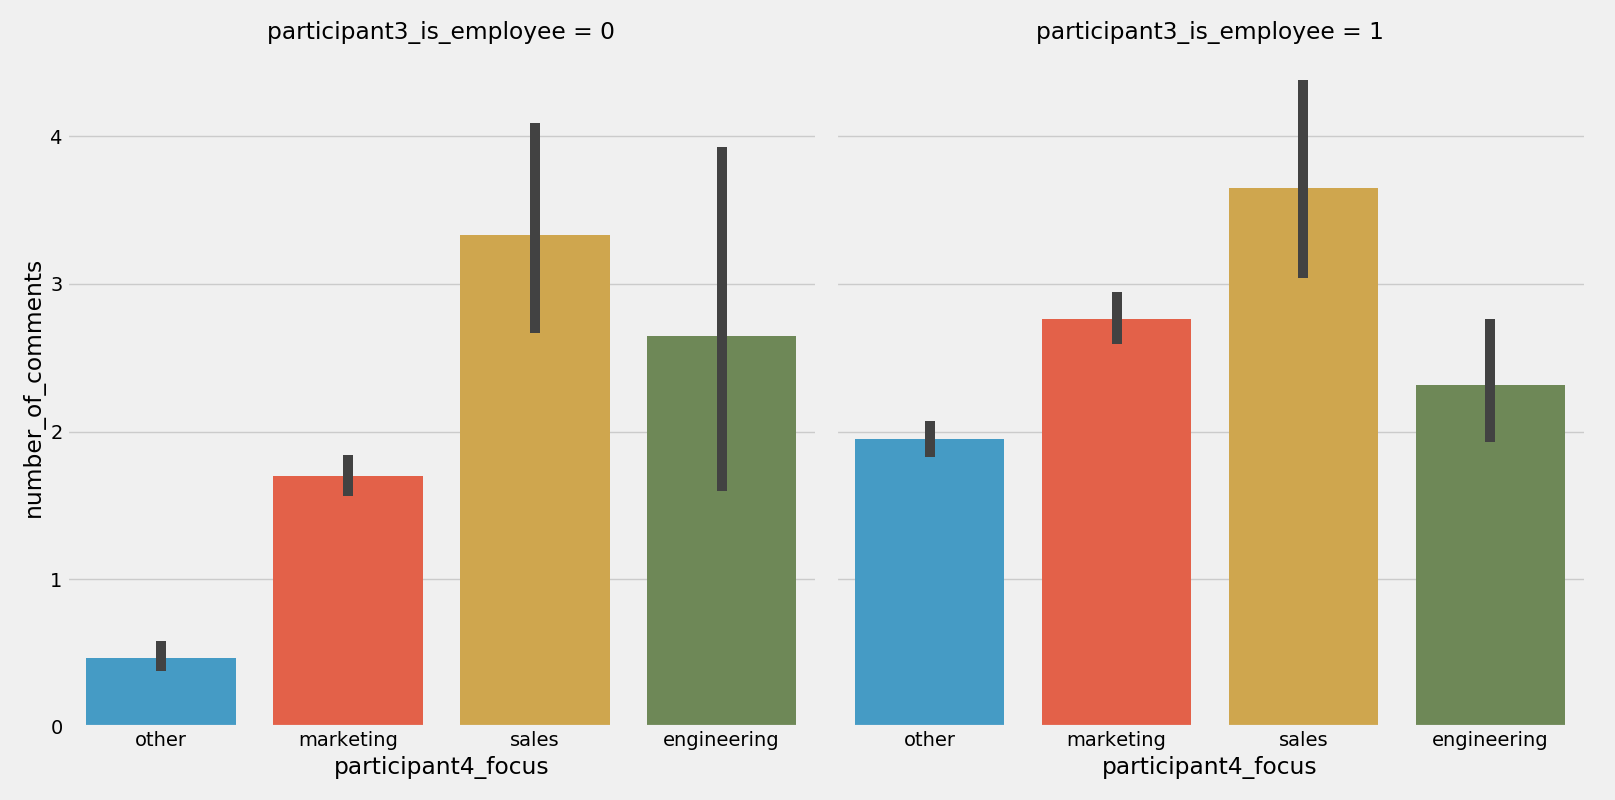 participant3_is_employee = 0
participant3_is_employee = 1
number_of_comments
4
3
2
1
0
other marketing sales engineering
other marketing sales engineering
participant4_focus
participant4_focus